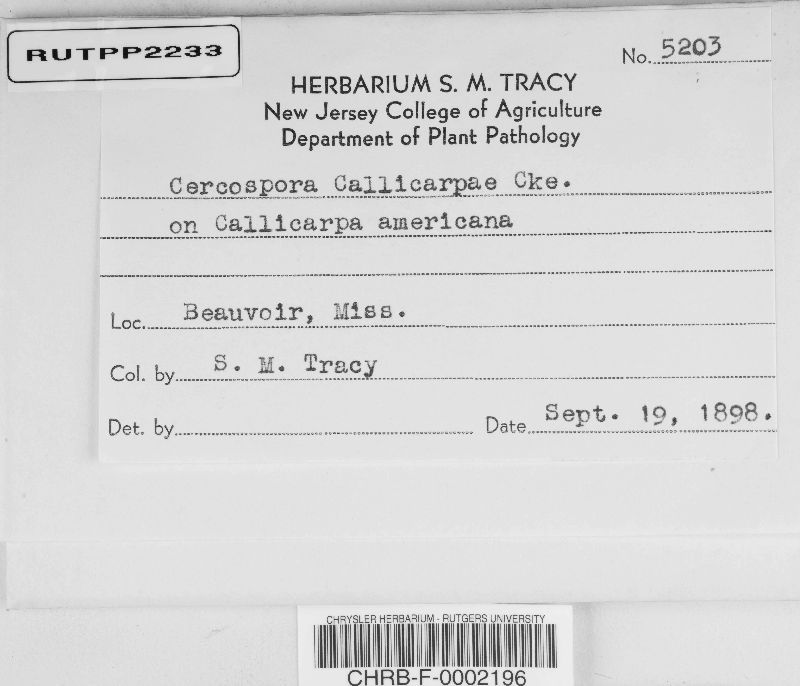 RUTPP2233
No. 5203
HERBARIUM S. M. TRACY
New Jersey College of Agriculture
Department of Plant Pathology
Cercospora Callicarpae Cke.
on Callicarpa americana
Loc. Beauvoir, Miss.
Col. by S. M. Tracy
Det. by Date Sept. 19, 1898.
CHRYSLER HERBARIUM - RUTGERS UNIVERSITY
CHRB-F-0002196